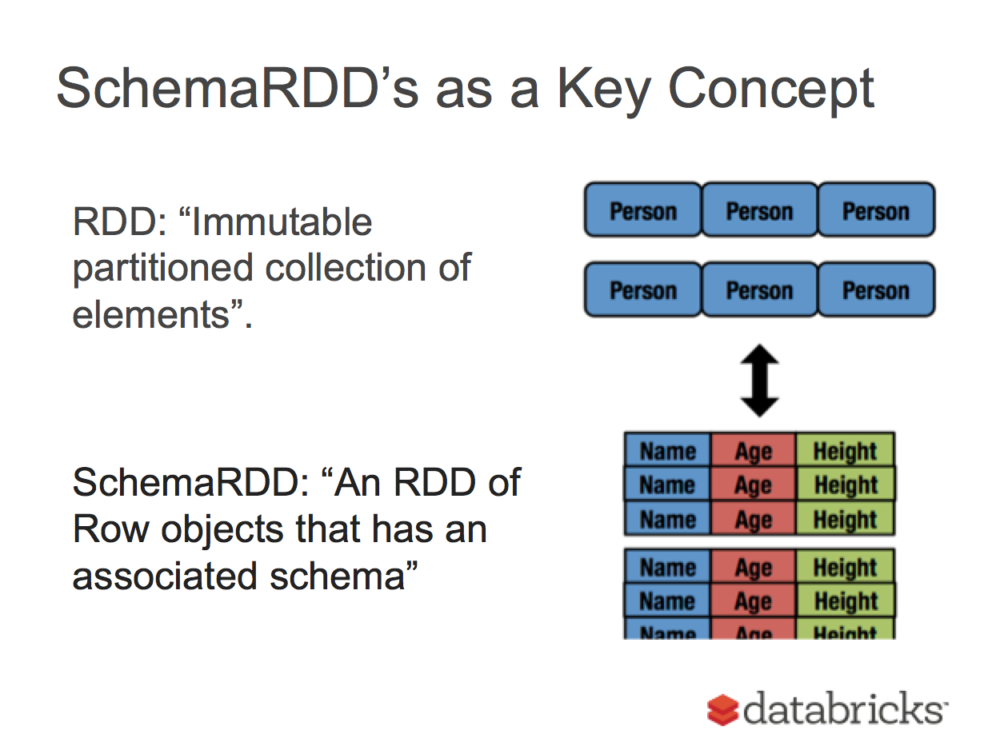 SchemaRDD’s as a Key Concept
RDD: “Immutable
partitioned collection of
elements”.
Person Person Person
Person Person Person
SchemaRDD: “An RDD of
Row objects that has an
associated schema”
Name Age Height
Name Age Height
Name Age Height
Name Age Height
Name Age Height
Name Age Height
databricks™